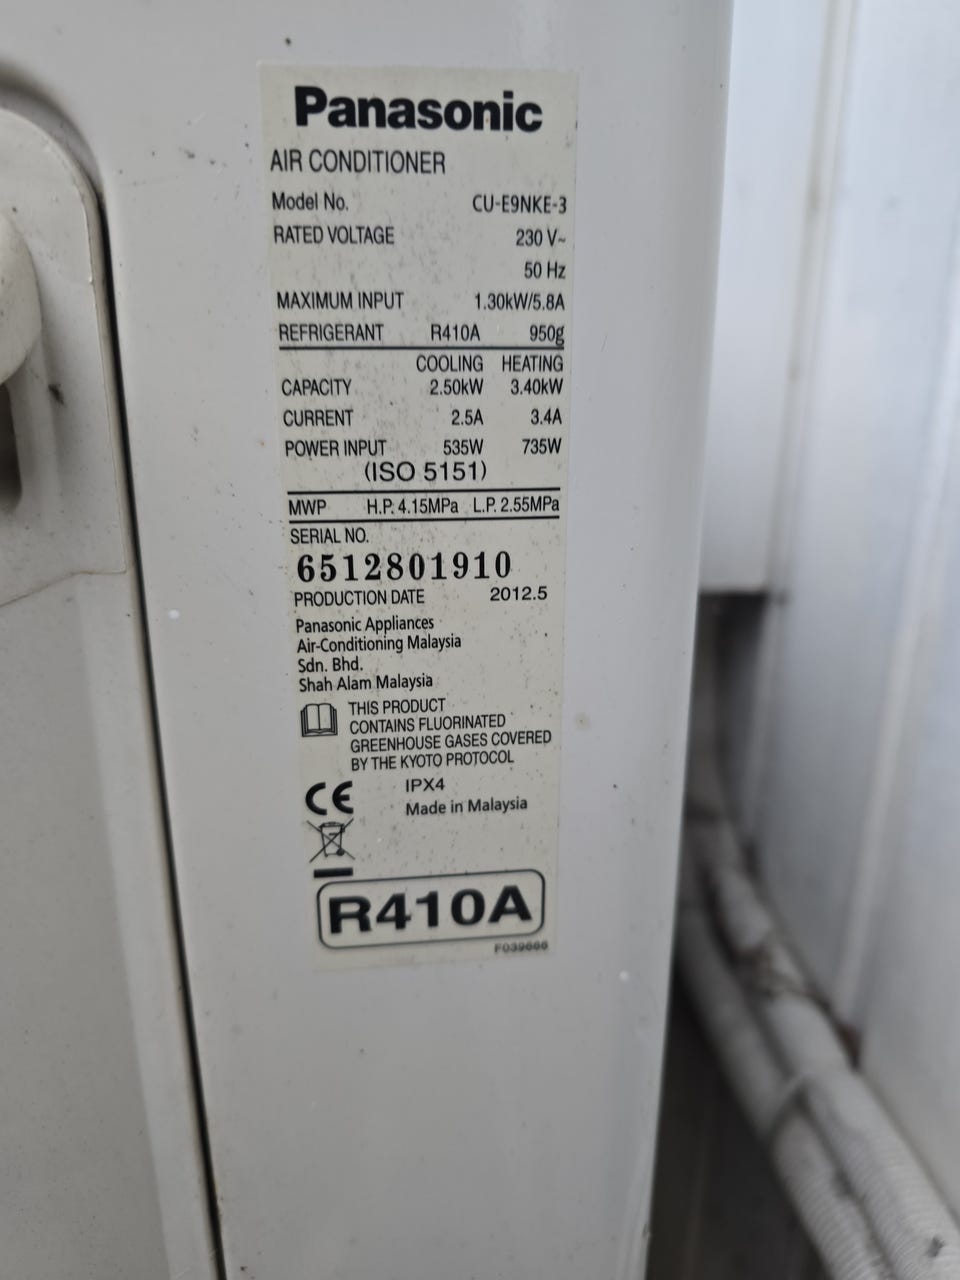 Panasonic
AIR CONDITIONER
Model No. CU-E9NKE-3
RATED VOLTAGE 230 V~
50 Hz
MAXIMUM INPUT 1.30kW/5.8A
REFRIGERANT R410A 950g
COOLING HEATING
CAPACITY 2.50kW 3.40kW
CURRENT 2.5A 3.4A
POWER INPUT 535W 735W
(ISO 5151)
MWP H.P. 4.15MPa L.P. 2.55MPa
SERIAL NO.
6512801910
PRODUCTION DATE 2012.5
Panasonic Appliances
Air-Conditioning Malaysia
Sdn. Bhd.
Shah Alam Malaysia
THIS PRODUCT
CONTAINS FLUORINATED
GREENHOUSE GASES COVERED
BY THE KYOTO PROTOCOL
CE IPX4
Made in Malaysia
R410A